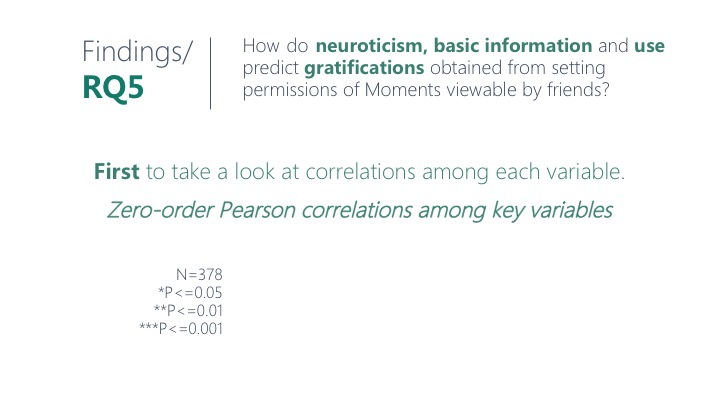 Findings/
RQ5
How do neuroticism, basic information and use
predict gratifications obtained from setting
permissions of Moments viewable by friends?
First to take a look at correlations among each variable.
Zero-order Pearson correlations among key variables
N=378
*P<=0.05
**P<=0.01
***P<=0.001